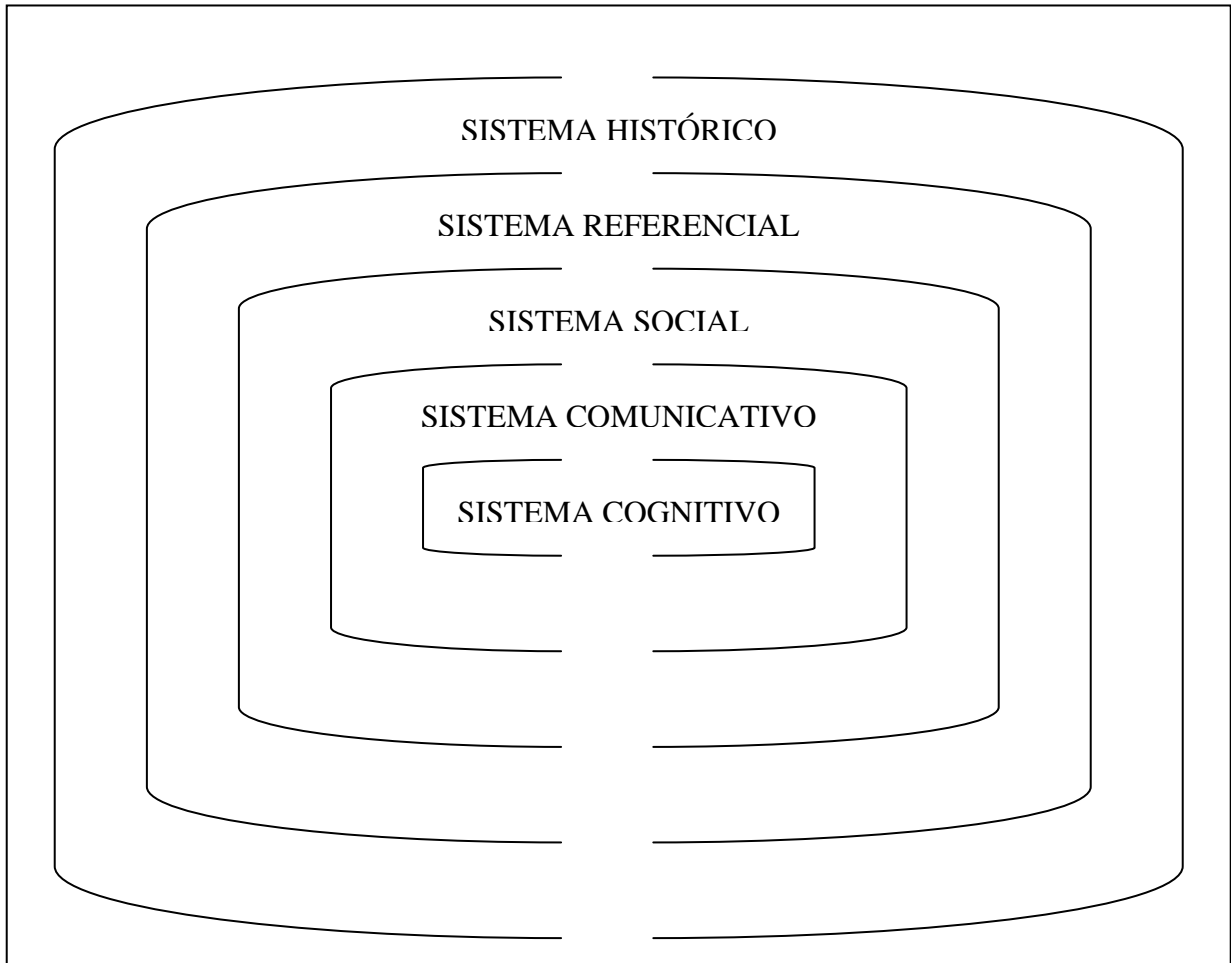 SISTEMA HISTÓRICO
SISTEMA REFERENCIAL
SISTEMA SOCIAL
SISTEMA COMUNICATIVO
SISTEMA COGNITIVO